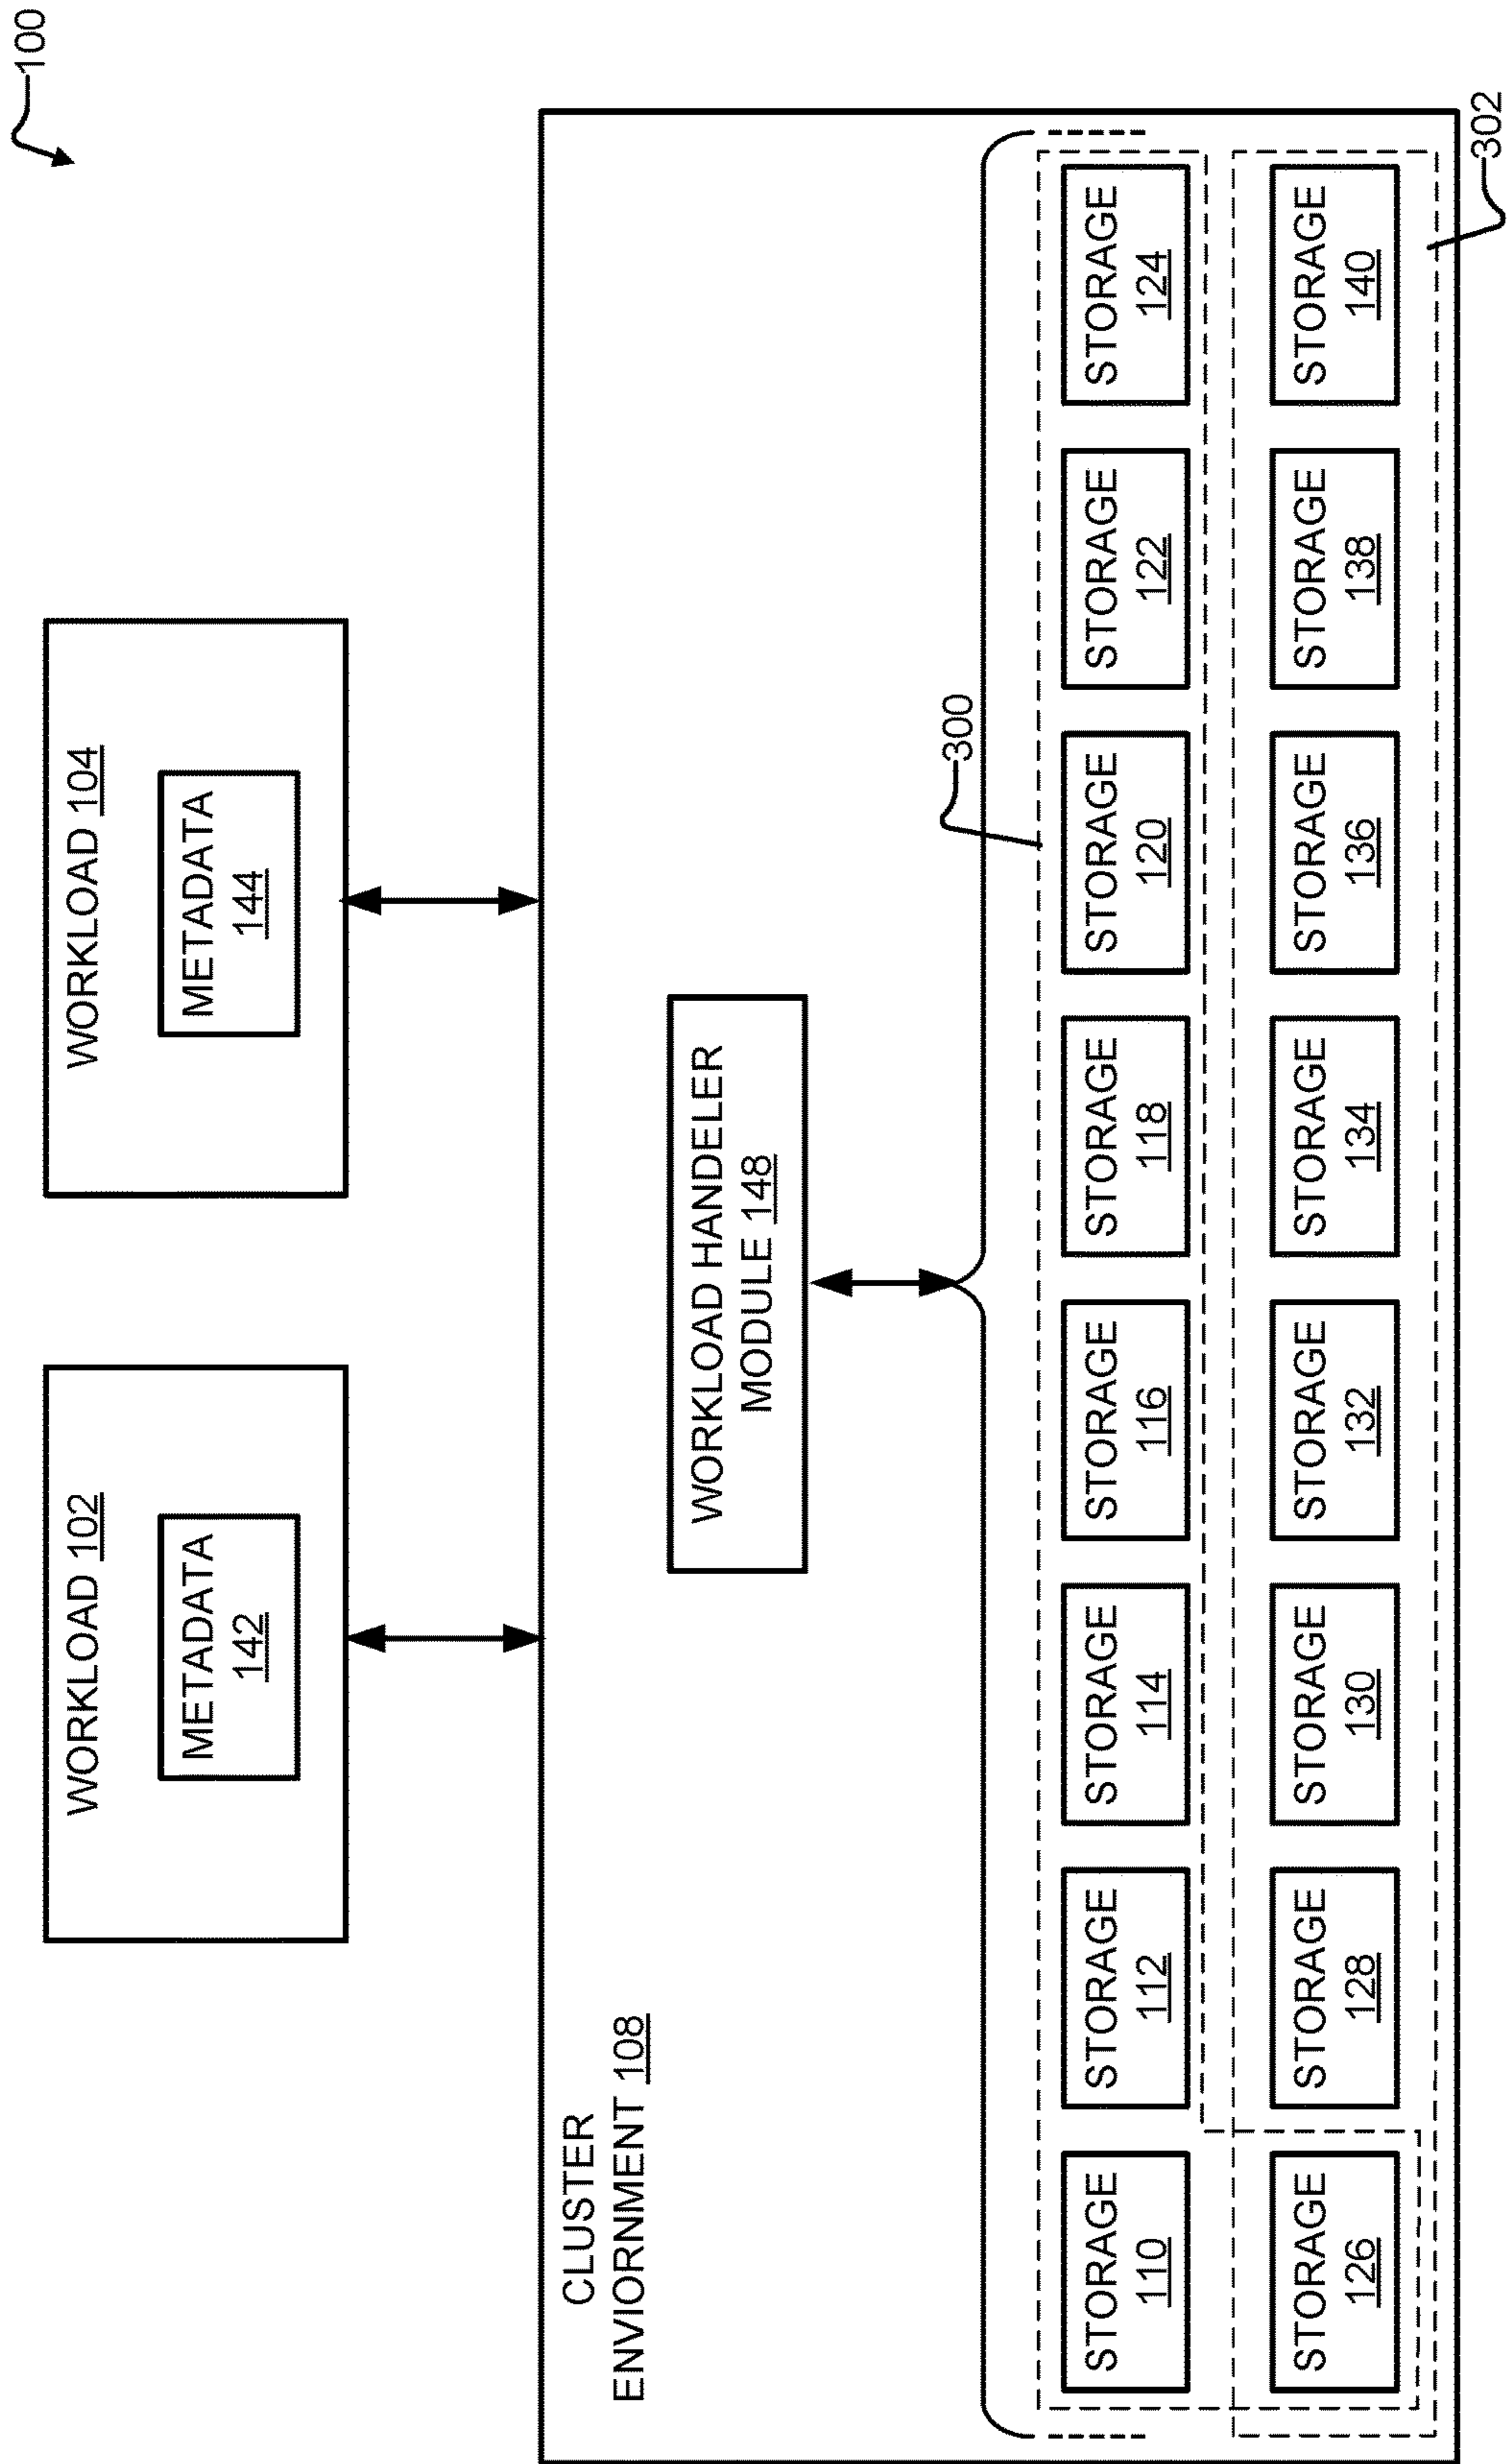 100
WORKLOAD 102
METADATA
142
WORKLOAD 104
METADATA
144
CLUSTER
ENVIORNMENT 108
WORKLOAD HANDELER
MODULE 148
300
STORAGE
110
STORAGE
112
STORAGE
114
STORAGE
116
STORAGE
118
STORAGE
120
STORAGE
122
STORAGE
124
STORAGE
126
STORAGE
128
STORAGE
130
STORAGE
132
STORAGE
134
STORAGE
136
STORAGE
138
STORAGE
140
302